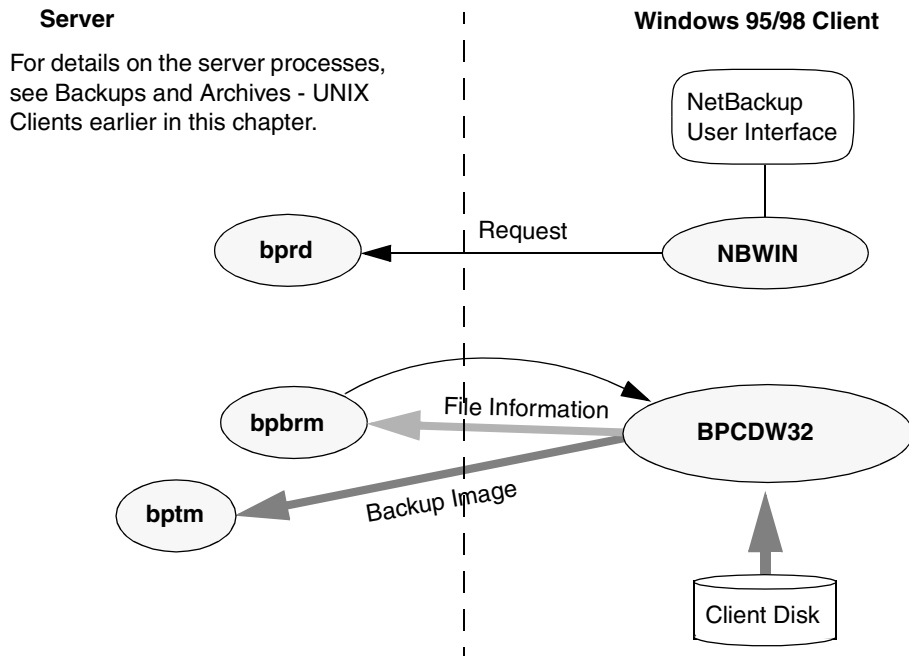 Server
Windows 95/98 Client
For details on the server processes,
see Backups and Archives - UNIX
Clients earlier in this chapter.
NetBackup
User Interface
Request
bprd
NBWIN
File Information
bpbrm
BPCDW32
Backup Image
bptm
Client Disk